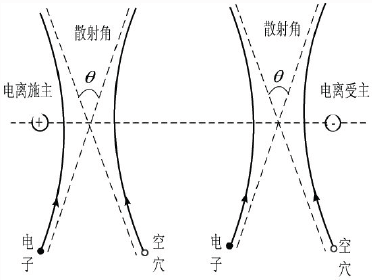 散射角 散射角
θ θ
电离施主 电离受主
+ -
电子 空穴 电子 空穴